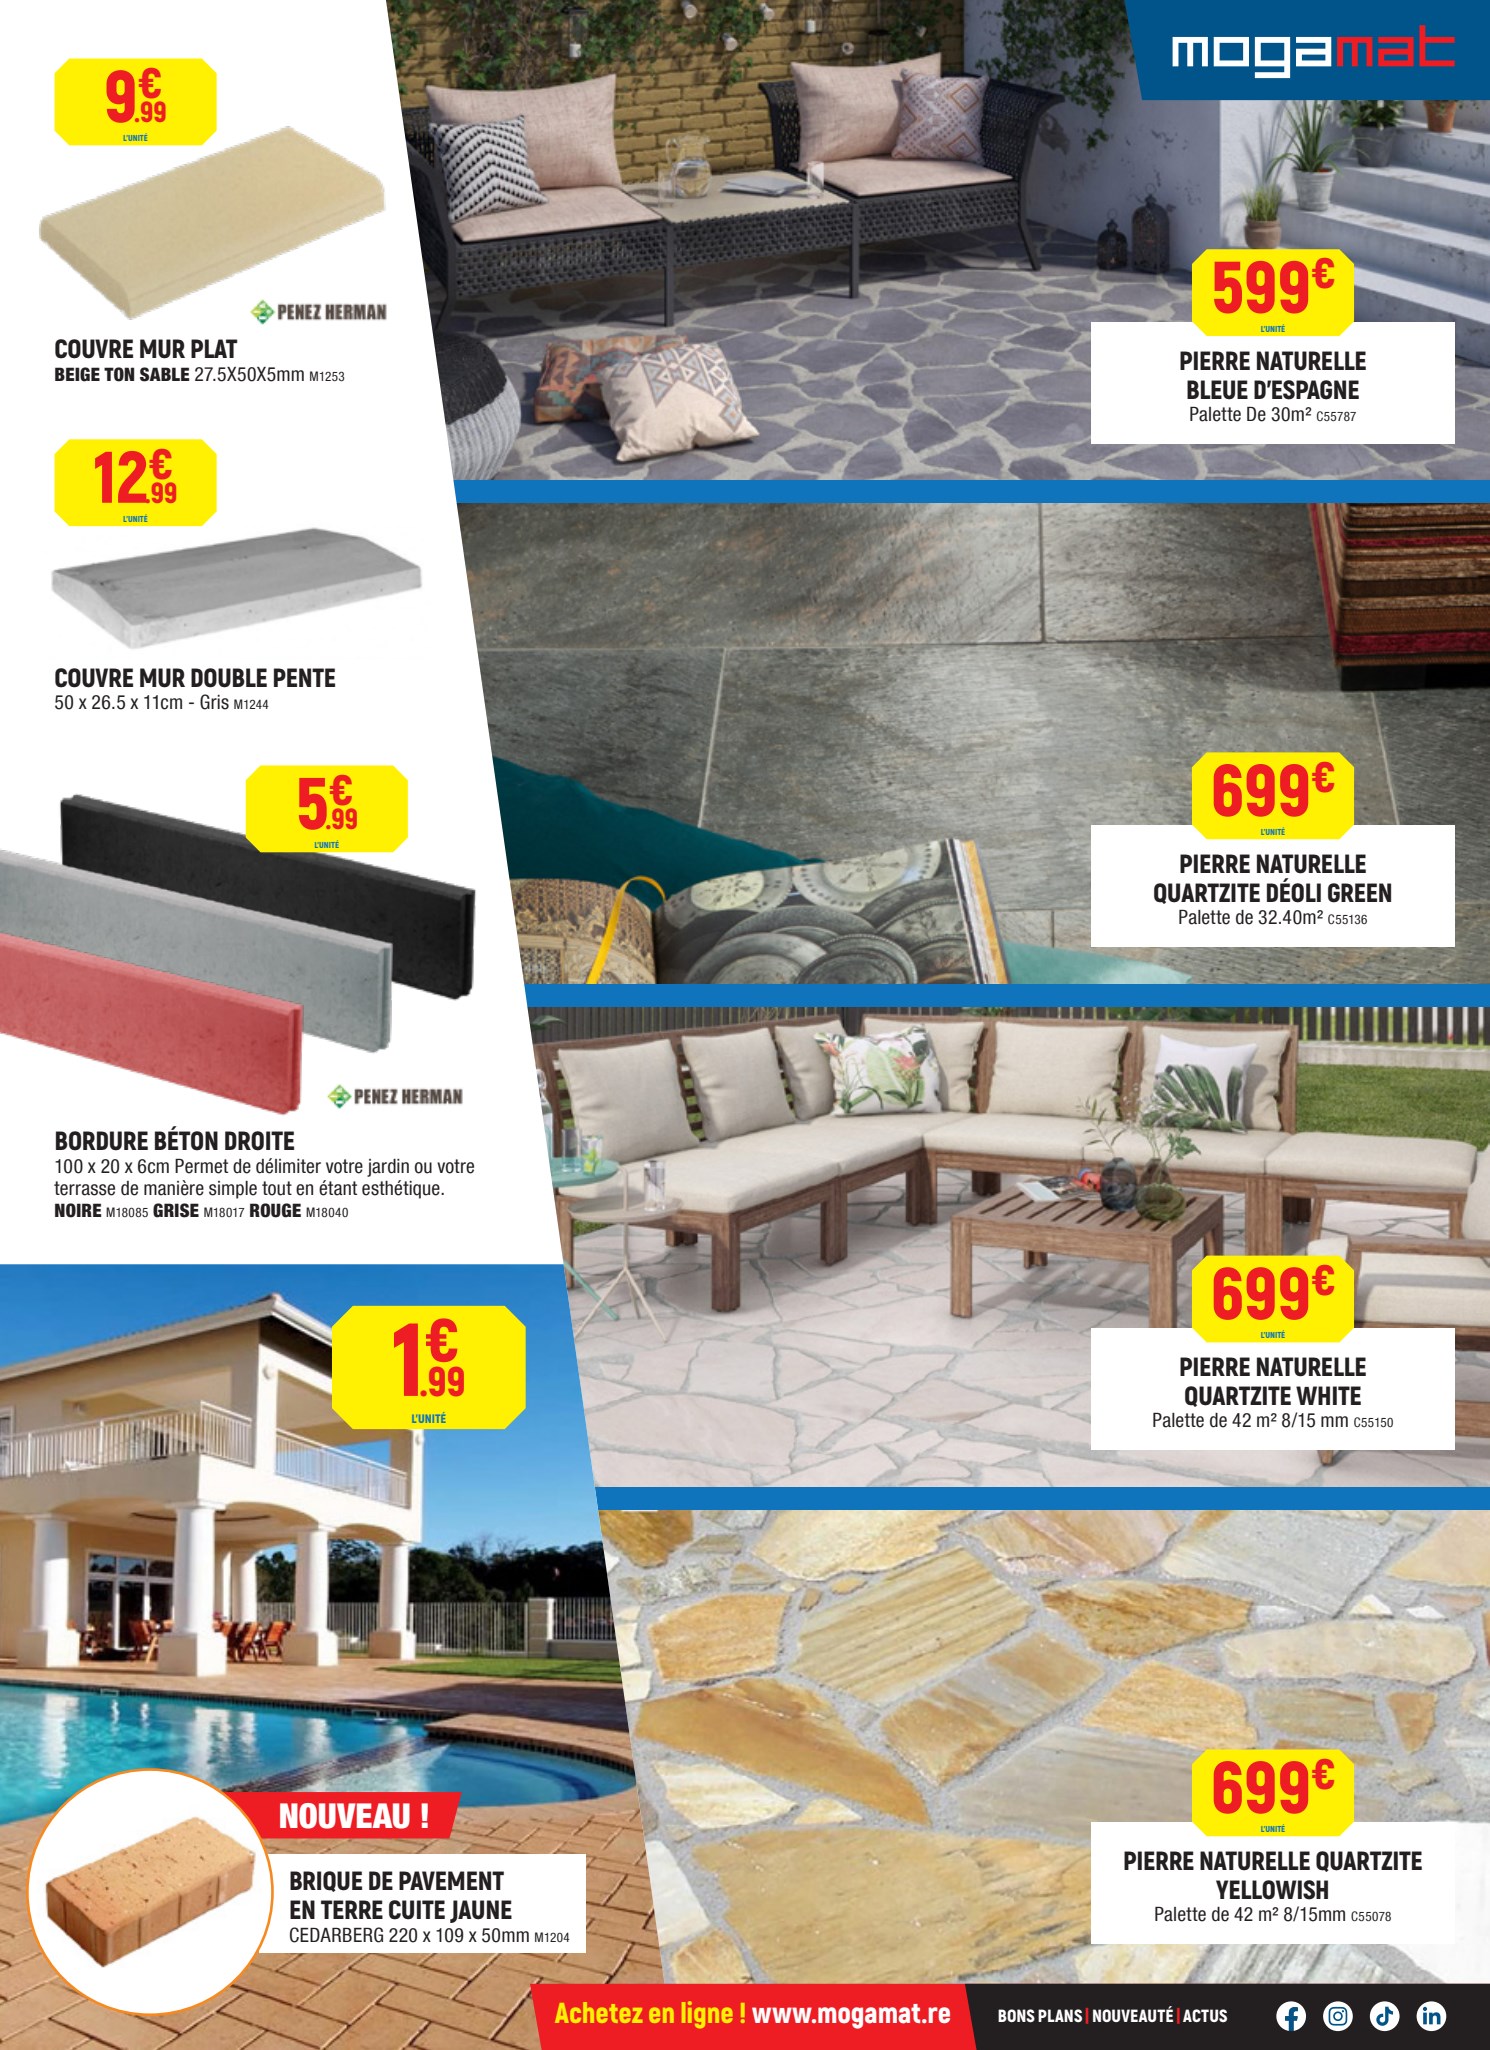 mogamat
9€.99
L'UNITÉ
PENEZ HERMAN
COUVRE MUR PLAT
BEIGE TON SABLE 27.5X50X5mm M1253
12€.99
L'UNITÉ
COUVRE MUR DOUBLE PENTE
50 x 26.5 x 11cm - Gris M1244
5€.99
L'UNITÉ
PENEZ HERMAN
BORDURE BÉTON DROITE
100 x 20 x 6cm Permet de délimiter votre jardin ou votre
terrasse de manière simple tout en étant esthétique.
NOIRE M18085 GRISE M18017 ROUGE M18040
1€.99
L'UNITÉ
NOUVEAU !
BRIQUE DE PAVEMENT
EN TERRE CUITE JAUNE
CEDARBERG 220 x 109 x 50mm M1204
599€
L'UNITÉ
PIERRE NATURELLE
BLEUE D'ESPAGNE
Palette De 30m² C55787
699€
L'UNITÉ
PIERRE NATURELLE
QUARTZITE DÉOLI GREEN
Palette de 32.40m² C55136
699€
L'UNITÉ
PIERRE NATURELLE
QUARTZITE WHITE
Palette de 42 m² 8/15 mm C55150
699€
L'UNITÉ
PIERRE NATURELLE QUARTZITE
YELLOWISH
Palette de 42 m² 8/15mm C55078
Achetez en ligne ! www.mogamat.re
BONS PLANS | NOUVEAUTÉ | ACTUS